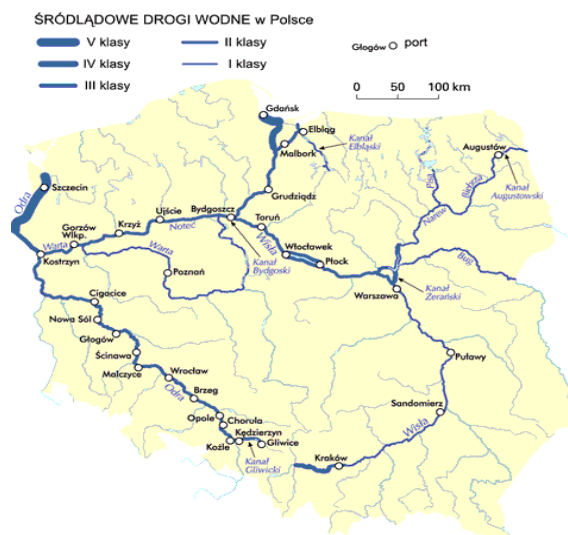 ŚRÓDLĄDOWE DROGI WODNE w Polsce
V klasy
II klasy
Głogów
port
IV klasy
I klasy
III klasy
0 50 100 km
Gdańsk
Elbląg
Kanał
Elbląski
Malbork
Augustów
Pisa
Biebrza
Kanał
Augustowski
Szczecin
Odra
Grudziądz
Narew
Bydgoszcz
Ujście
Toruń
Gorzów
Wlkp.
Krzyż
Noteć
Wisła
Włocławek
Warta
Warta
Kanał
Bydgoski
Płock
Bug
Kostrzyn
Poznań
Kanał
Żerański
Warszawa
Cigacice
Nowa Sól
Głogów
Ścinawa
Puławy
Malczyce
Wrocław
Odra
Brzeg
Sandomierz
Opole
Choruła
Wisła
Kędzierzyn
Koźle
Gliwice
Kanał
Gliwicki
Kraków